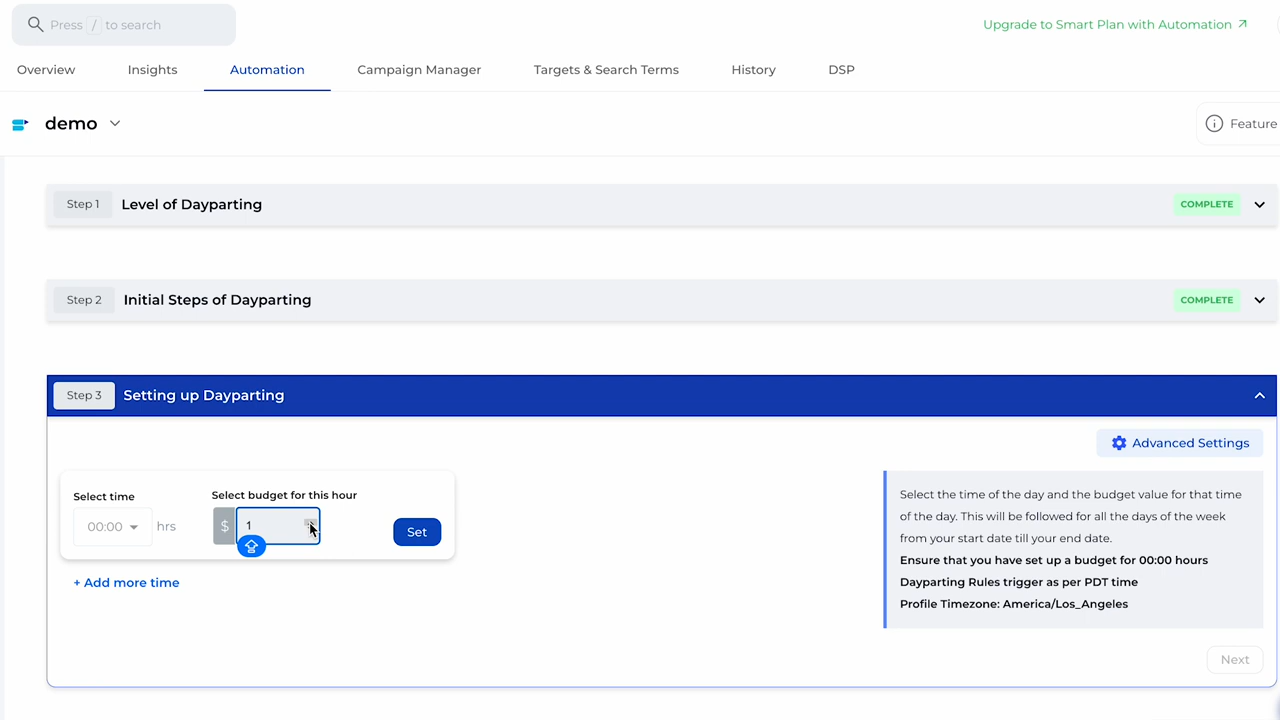 Press / to search
Upgrade to Smart Plan with Automation
Overview
Insights
Automation
Campaign Manager
Targets & Search Terms
History
DSP
demo
Feature
Step 1
Level of Dayparting
COMPLETE
Step 2
Initial Steps of Dayparting
COMPLETE
Step 3
Setting up Dayparting
Advanced Settings
Select time
Select budget for this hour
00:00
hrs
$
1
Set
+ Add more time
Select the time of the day and the budget value for that time
of the day. This will be followed for all the days of the week
from your start date till your end date.
Ensure that you have set up a budget for 00:00 hours
Dayparting Rules trigger as per PDT time
Profile Timezone: America/Los_Angeles
Next